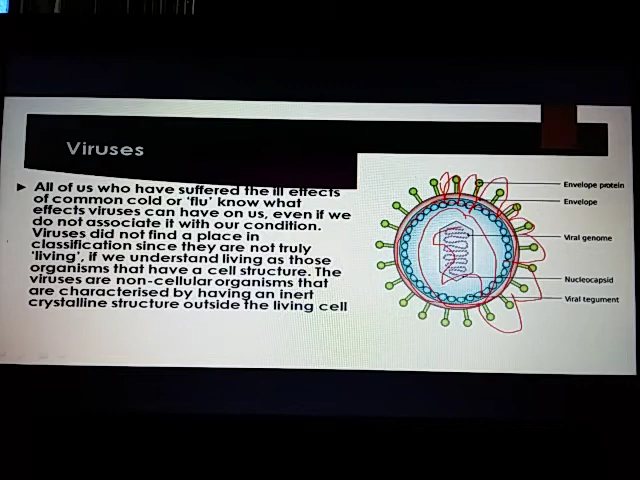 Viruses
All of us who have suffered the ill effects
of common cold or 'flu' know what
effects viruses can have on us, even if we
do not associate it with our condition.
Viruses did not find a place in
classification since they are not truly
'living', if we understand living as those
organisms that have a cell structure. The
viruses are non-cellular organisms that
are characterised by having an inert
crystalline structure outside the living cell
Envelope protein
Envelope
Viral genome
Nucleocapsid
Viral tegument